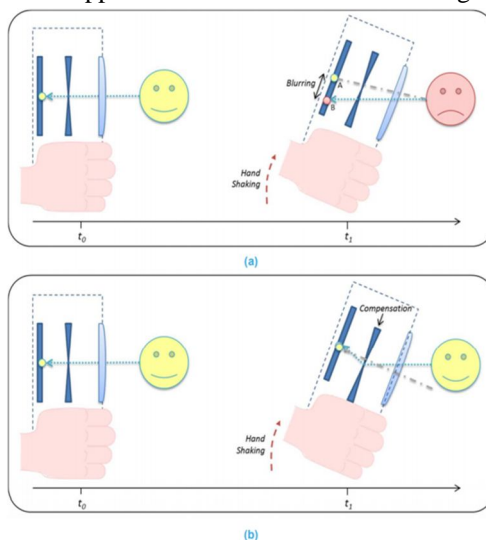 Blurring
A
B
Hand
Shaking
t₀ t₁
(a)
Compensation
Hand
Shaking
t₀ t₁
(b)